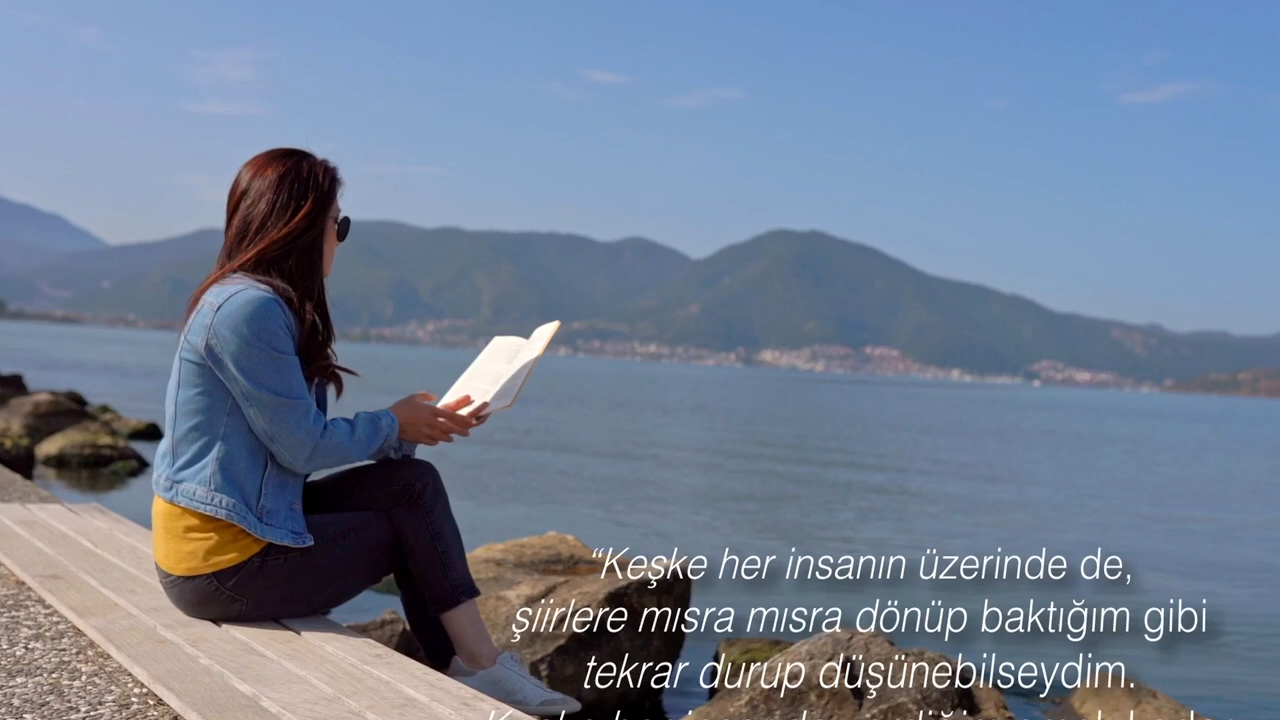 “Keşke her insanın üzerinde de,
şiirlere mısra mısra dönüp baktığım gibi
tekrar durup düşünebilseydim.